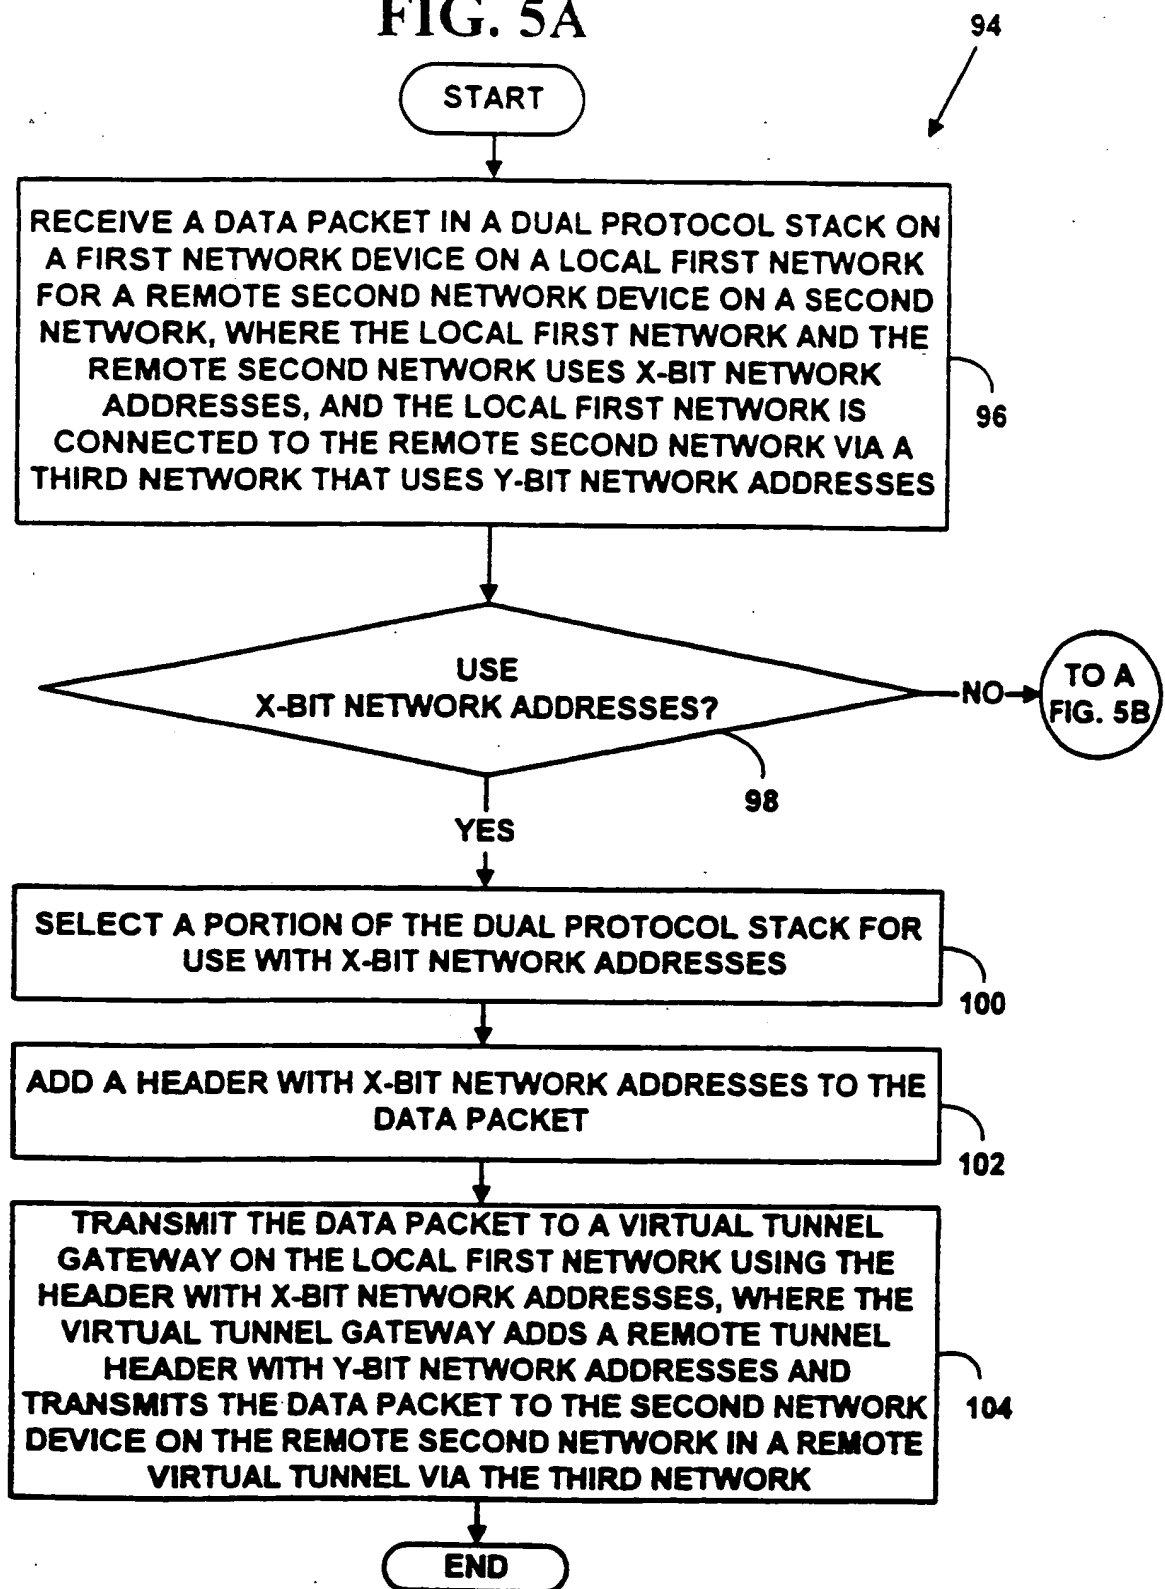 FIG. 5A
94
START
RECEIVE A DATA PACKET IN A DUAL PROTOCOL STACK ON
A FIRST NETWORK DEVICE ON A LOCAL FIRST NETWORK
FOR A REMOTE SECOND NETWORK DEVICE ON A SECOND
NETWORK, WHERE THE LOCAL FIRST NETWORK AND THE
REMOTE SECOND NETWORK USES X-BIT NETWORK
ADDRESSES, AND THE LOCAL FIRST NETWORK IS
CONNECTED TO THE REMOTE SECOND NETWORK VIA A
THIRD NETWORK THAT USES Y-BIT NETWORK ADDRESSES
96
USE
X-BIT NETWORK ADDRESSES?
NO
TO A
FIG. 5B
98
YES
SELECT A PORTION OF THE DUAL PROTOCOL STACK FOR
USE WITH X-BIT NETWORK ADDRESSES
100
ADD A HEADER WITH X-BIT NETWORK ADDRESSES TO THE
DATA PACKET
102
TRANSMIT THE DATA PACKET TO A VIRTUAL TUNNEL
GATEWAY ON THE LOCAL FIRST NETWORK USING THE
HEADER WITH X-BIT NETWORK ADDRESSES, WHERE THE
VIRTUAL TUNNEL GATEWAY ADDS A REMOTE TUNNEL
HEADER WITH Y-BIT NETWORK ADDRESSES AND
TRANSMITS THE DATA PACKET TO THE SECOND NETWORK
DEVICE ON THE REMOTE SECOND NETWORK IN A REMOTE
VIRTUAL TUNNEL VIA THE THIRD NETWORK
104
END